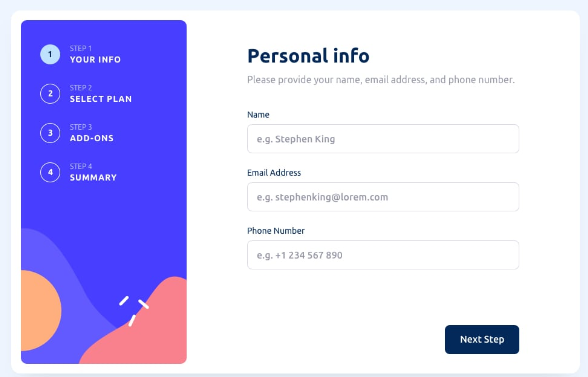 1
STEP 1
YOUR INFO
2
STEP 2
SELECT PLAN
3
STEP 3
ADD-ONS
4
STEP 4
SUMMARY
Personal info
Please provide your name, email address, and phone number.
Name
e.g. Stephen King
Email Address
e.g. stephenking@lorem.com
Phone Number
e.g. +1 234 567 890
Next Step